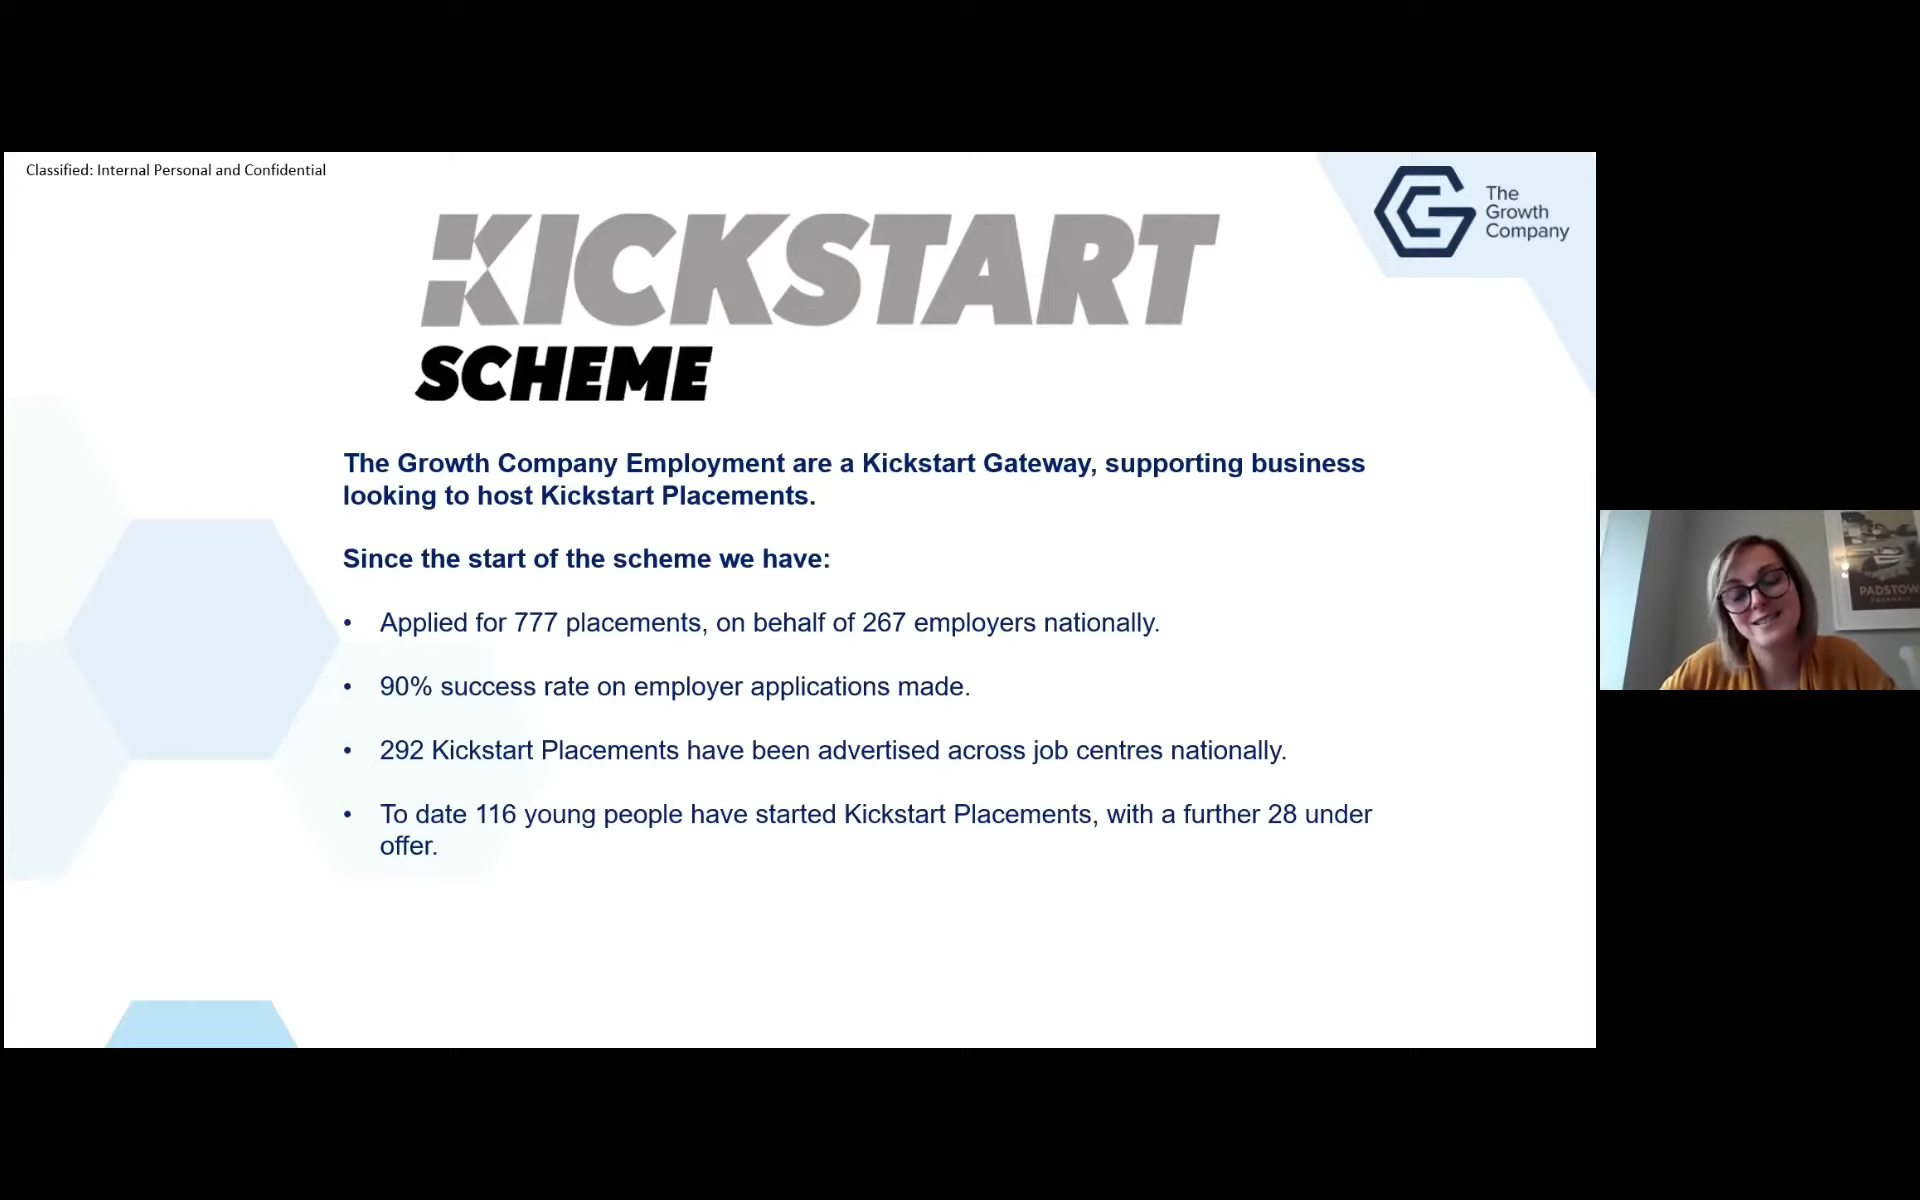 Classified: Internal Personal and Confidential
The
Growth
Company
KICKSTART
SCHEME
The Growth Company Employment are a Kickstart Gateway, supporting business
looking to host Kickstart Placements.
Since the start of the scheme we have:
• Applied for 777 placements, on behalf of 267 employers nationally.
• 90% success rate on employer applications made.
• 292 Kickstart Placements have been advertised across job centres nationally.
• To date 116 young people have started Kickstart Placements, with a further 28 under
offer.
PADSTOW